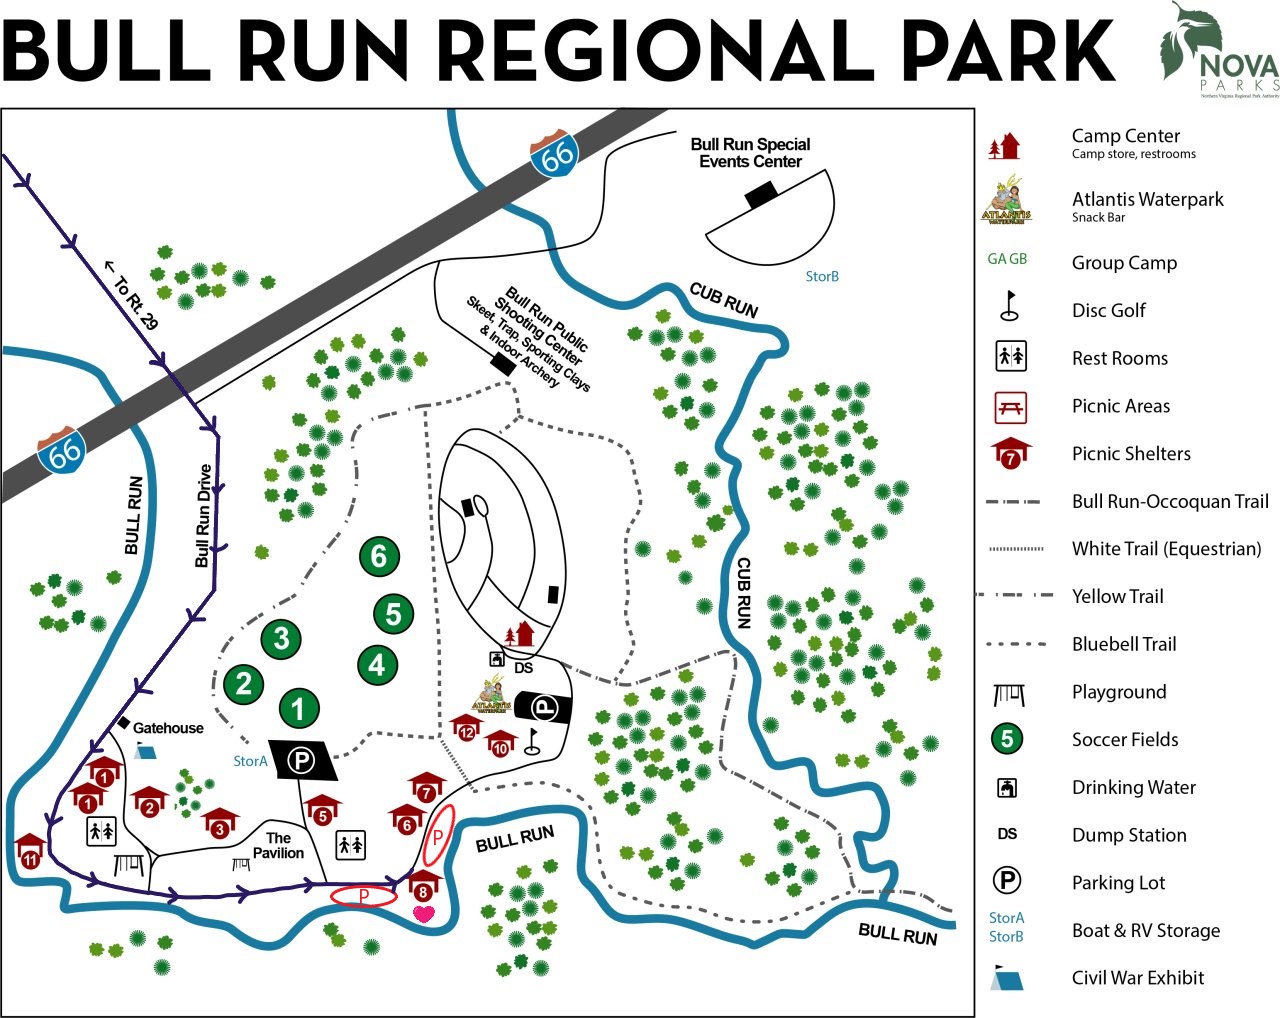 BULL RUN REGIONAL PARK
NOVA
PARKS
Northern Virginia Regional Park Authority
66
Bull Run Special
Events Center
StorB
← To Rt. 29
CUB RUN
Bull Run Public
Shooting Center
Skeet, Trap, Sporting Clays
& Indoor Archery
66
BULL RUN
Bull Run Drive
6
5
4
3
2
1
CUB RUN
DS
ATLANTIS
WATERPARK
P
Gatehouse
StorA
P
12
10
1
1
2
3
5
7
6
P
The
Pavilion
11
8
P
BULL RUN
BULL RUN
Camp Center
Camp store, restrooms
ATLANTIS
WATERPARK
Atlantis Waterpark
Snack Bar
GA GB
Group Camp
Disc Golf
Rest Rooms
Picnic Areas
7
Picnic Shelters
Bull Run-Occoquan Trail
White Trail (Equestrian)
Yellow Trail
Bluebell Trail
Playground
5
Soccer Fields
Drinking Water
DS
Dump Station
P
Parking Lot
StorA
StorB
Boat & RV Storage
Civil War Exhibit